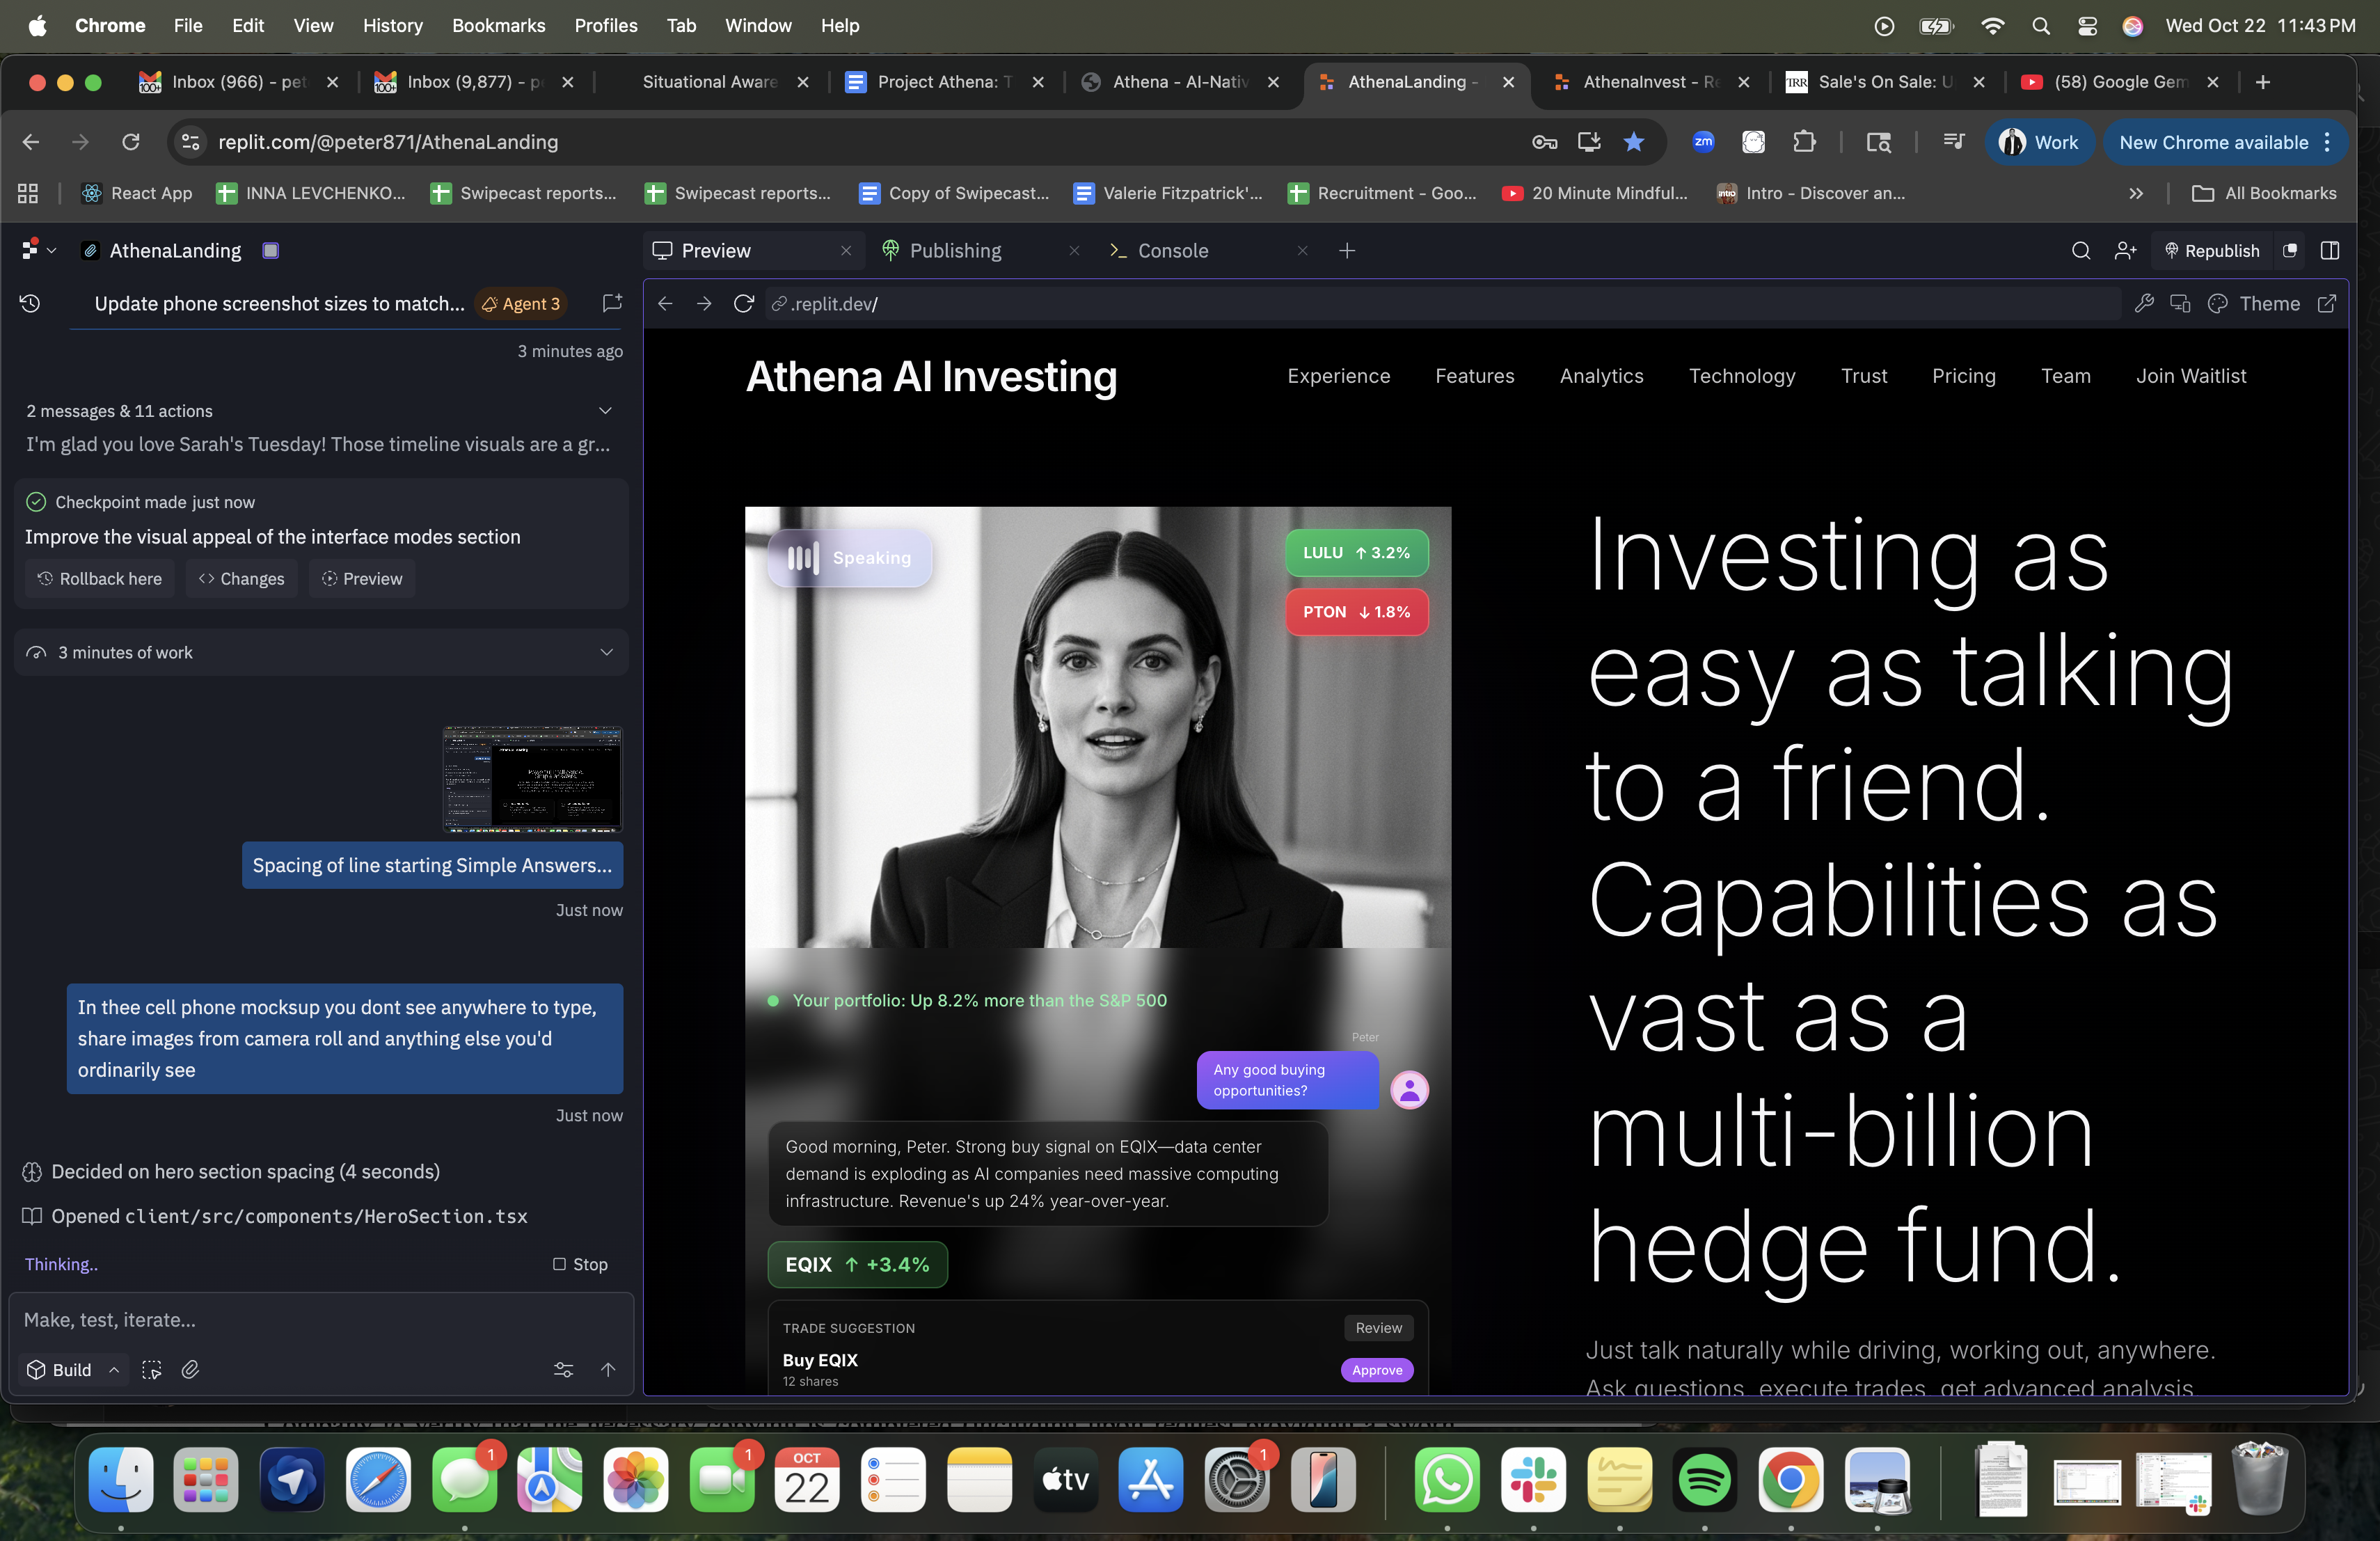 Chrome File Edit View History Bookmarks Profiles Tab Window Help
Wed Oct 22 11:43 PM
Inbox (966) - pet
Inbox (9,877) - p
Situational Aware
Project Athena: T
Athena - AI-Nativ
AthenaLanding -
AthenaInvest - Re
TRR Sale's On Sale: U
(58) Google Gem
replit.com/@peter871/AthenaLanding
zm
Work
New Chrome available
React App
INNA LEVCHENKO...
Swipecast reports...
Swipecast reports...
Copy of Swipecast...
Valerie Fitzpatrick'...
Recruitment - Goo...
20 Minute Mindful...
intro Intro - Discover an...
All Bookmarks
AthenaLanding
Preview
Publishing
Console
Republish
Update phone screenshot sizes to match...
Agent 3
.replit.dev/
Theme
3 minutes ago
2 messages & 11 actions
I'm glad you love Sarah's Tuesday! Those timeline visuals are a gr...
Checkpoint made just now
Improve the visual appeal of the interface modes section
Rollback here
Changes
Preview
3 minutes of work
Spacing of line starting Simple Answers...
Just now
In thee cell phone mocksup you dont see anywhere to type,
share images from camera roll and anything else you'd
ordinarily see
Just now
Decided on hero section spacing (4 seconds)
Opened client/src/components/HeroSection.tsx
Thinking..
Stop
Make, test, iterate...
Build
Athena AI Investing
Experience
Features
Analytics
Technology
Trust
Pricing
Team
Join Waitlist
Speaking
LULU ↑ 3.2%
PTON ↓ 1.8%
Your portfolio: Up 8.2% more than the S&P 500
Peter
Any good buying
opportunities?
Good morning, Peter. Strong buy signal on EQIX—data center
demand is exploding as AI companies need massive computing
infrastructure. Revenue's up 24% year-over-year.
EQIX ↑ +3.4%
TRADE SUGGESTION
Review
Buy EQIX
12 shares
Approve
Investing as
easy as talking
to a friend.
Capabilities as
vast as a
multi-billion
hedge fund.
Just talk naturally while driving, working out, anywhere.
Ask questions, execute trades, get advanced analysis
1
1
OCT
22
tv
1